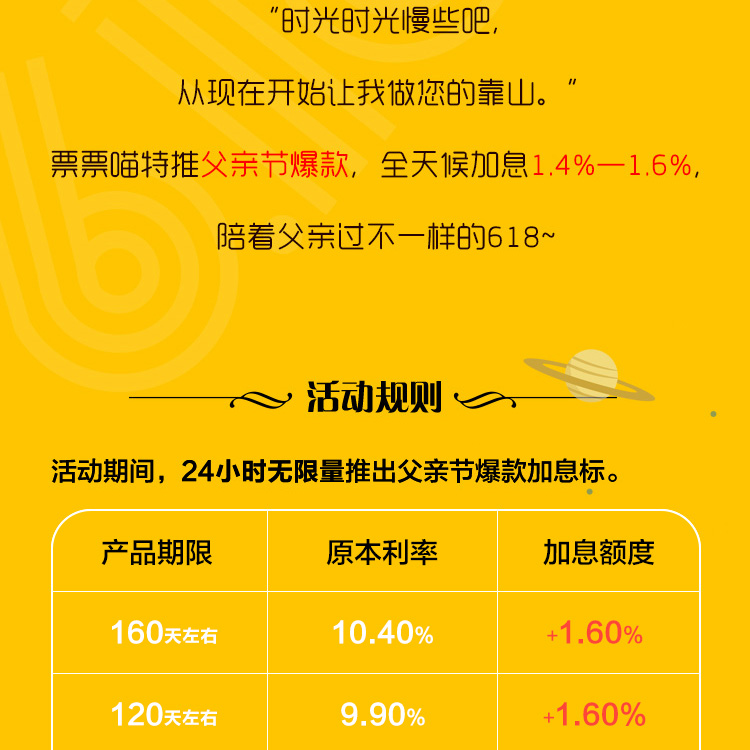 “时光时光慢些吧,
从现在开始让我做您的靠山。”
票票喵特推父亲节爆款, 全天候加息1.4%—1.6%,
陪着父亲过不一样的618~
活动规则
活动期间，24小时无限量推出父亲节爆款加息标。
产品期限 原本利率 加息额度
160天左右 10.40% +1.60%
120天左右 9.90% +1.60%